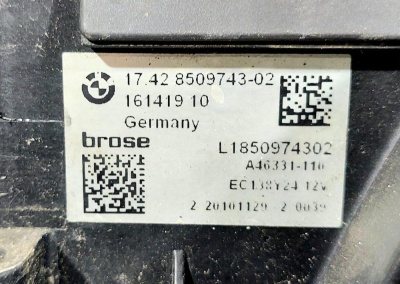 17.42 8509743-02
161419 10
Germany
brose
L1850974302
A46331-110
EC138Y24 12V
2 20101129 2 0039